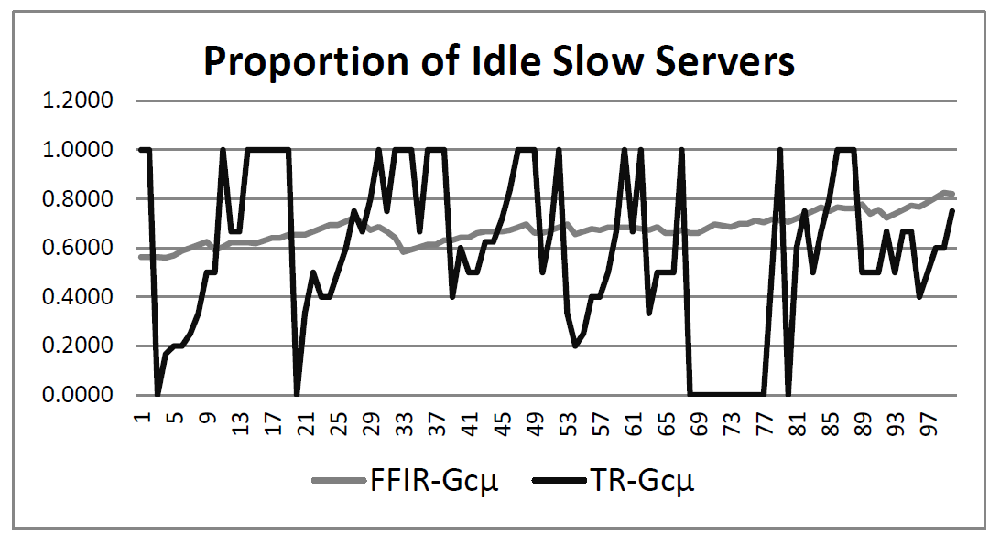 Proportion of Idle Slow Servers
1.2000
1.0000
0.8000
0.6000
0.4000
0.2000
0.0000
1 5 9 13 17 21 25 29 33 37 41 45 49 53 57 61 65 69 73 77 81 85 89 93 97
FFIR-Gcμ TR-Gcμ